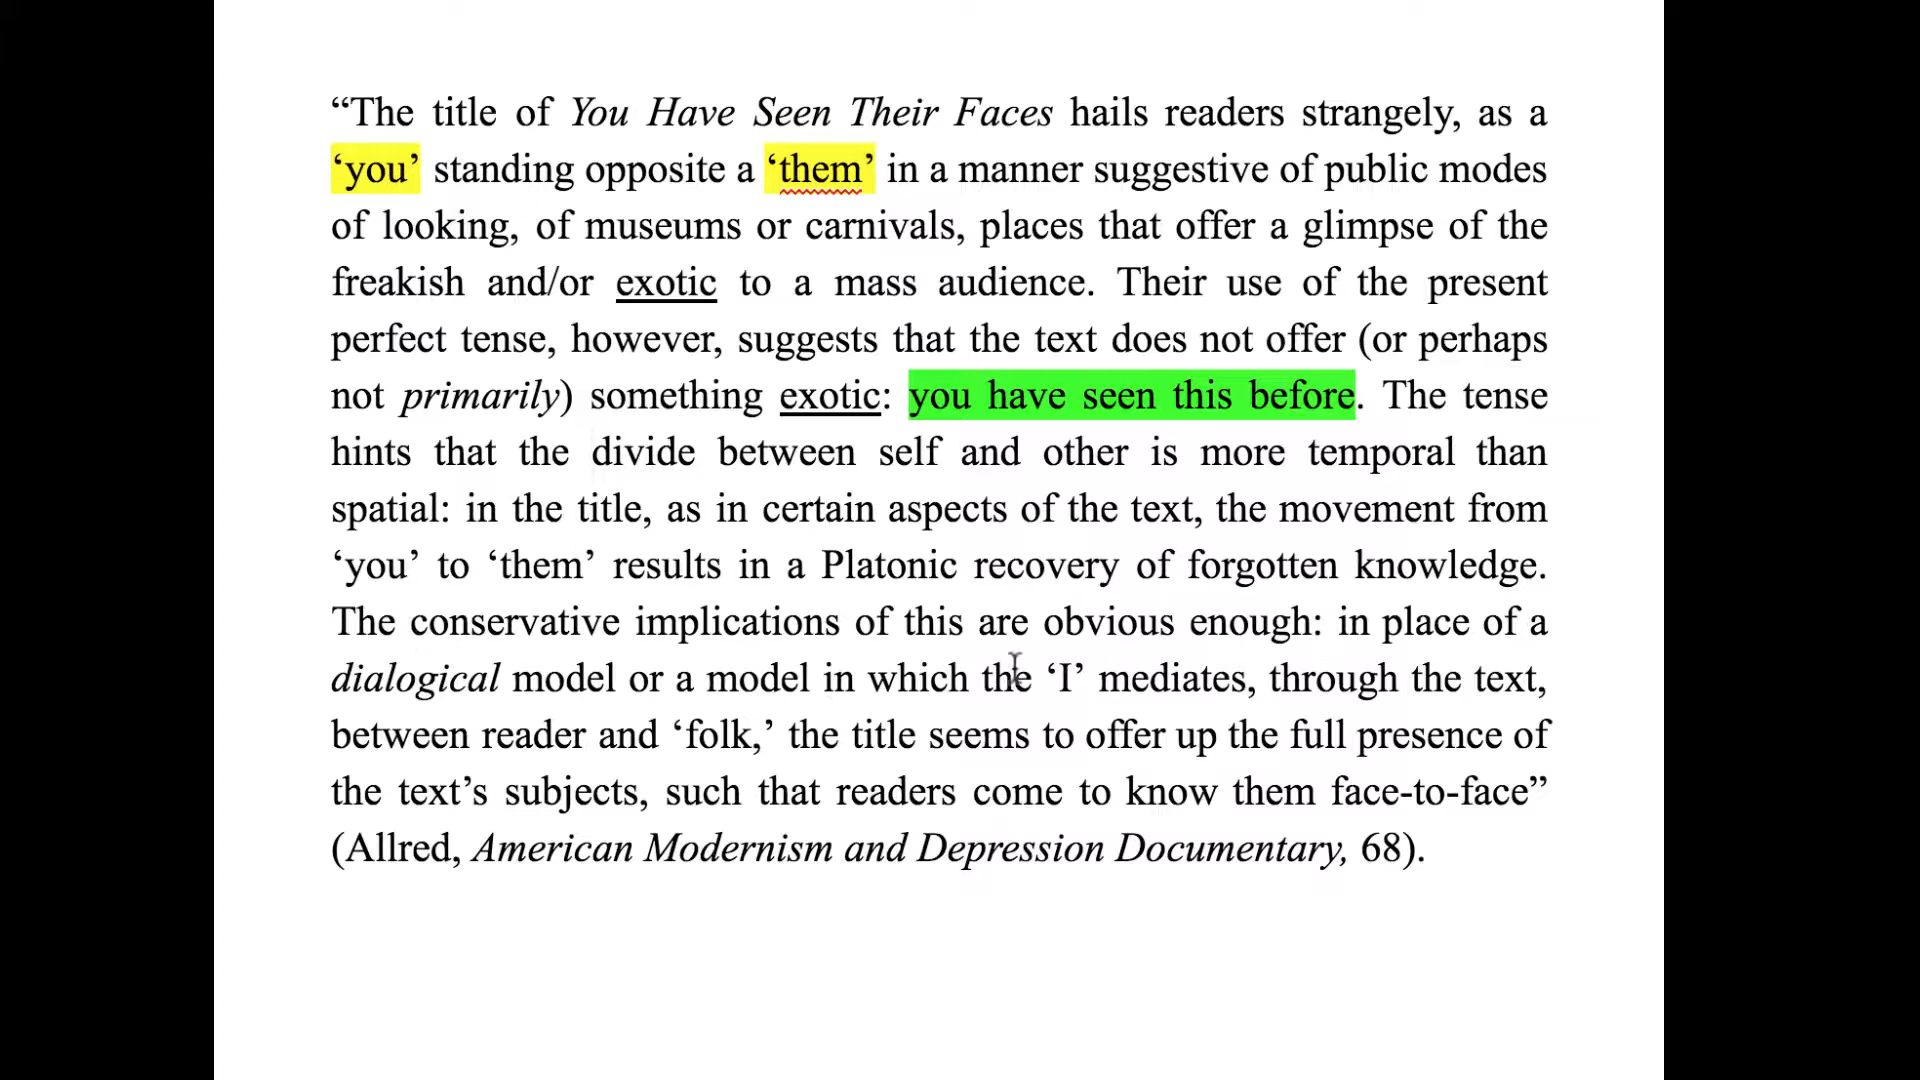 “The title of You Have Seen Their Faces hails readers strangely, as a
‘you’ standing opposite a ‘them’ in a manner suggestive of public modes
of looking, of museums or carnivals, places that offer a glimpse of the
freakish and/or exotic to a mass audience. Their use of the present
perfect tense, however, suggests that the text does not offer (or perhaps
not primarily) something exotic: you have seen this before. The tense
hints that the divide between self and other is more temporal than
spatial: in the title, as in certain aspects of the text, the movement from
‘you’ to ‘them’ results in a Platonic recovery of forgotten knowledge.
The conservative implications of this are obvious enough: in place of a
dialogical model or a model in which the ‘I’ mediates, through the text,
between reader and ‘folk,’ the title seems to offer up the full presence of
the text’s subjects, such that readers come to know them face-to-face”
(Allred, American Modernism and Depression Documentary, 68).